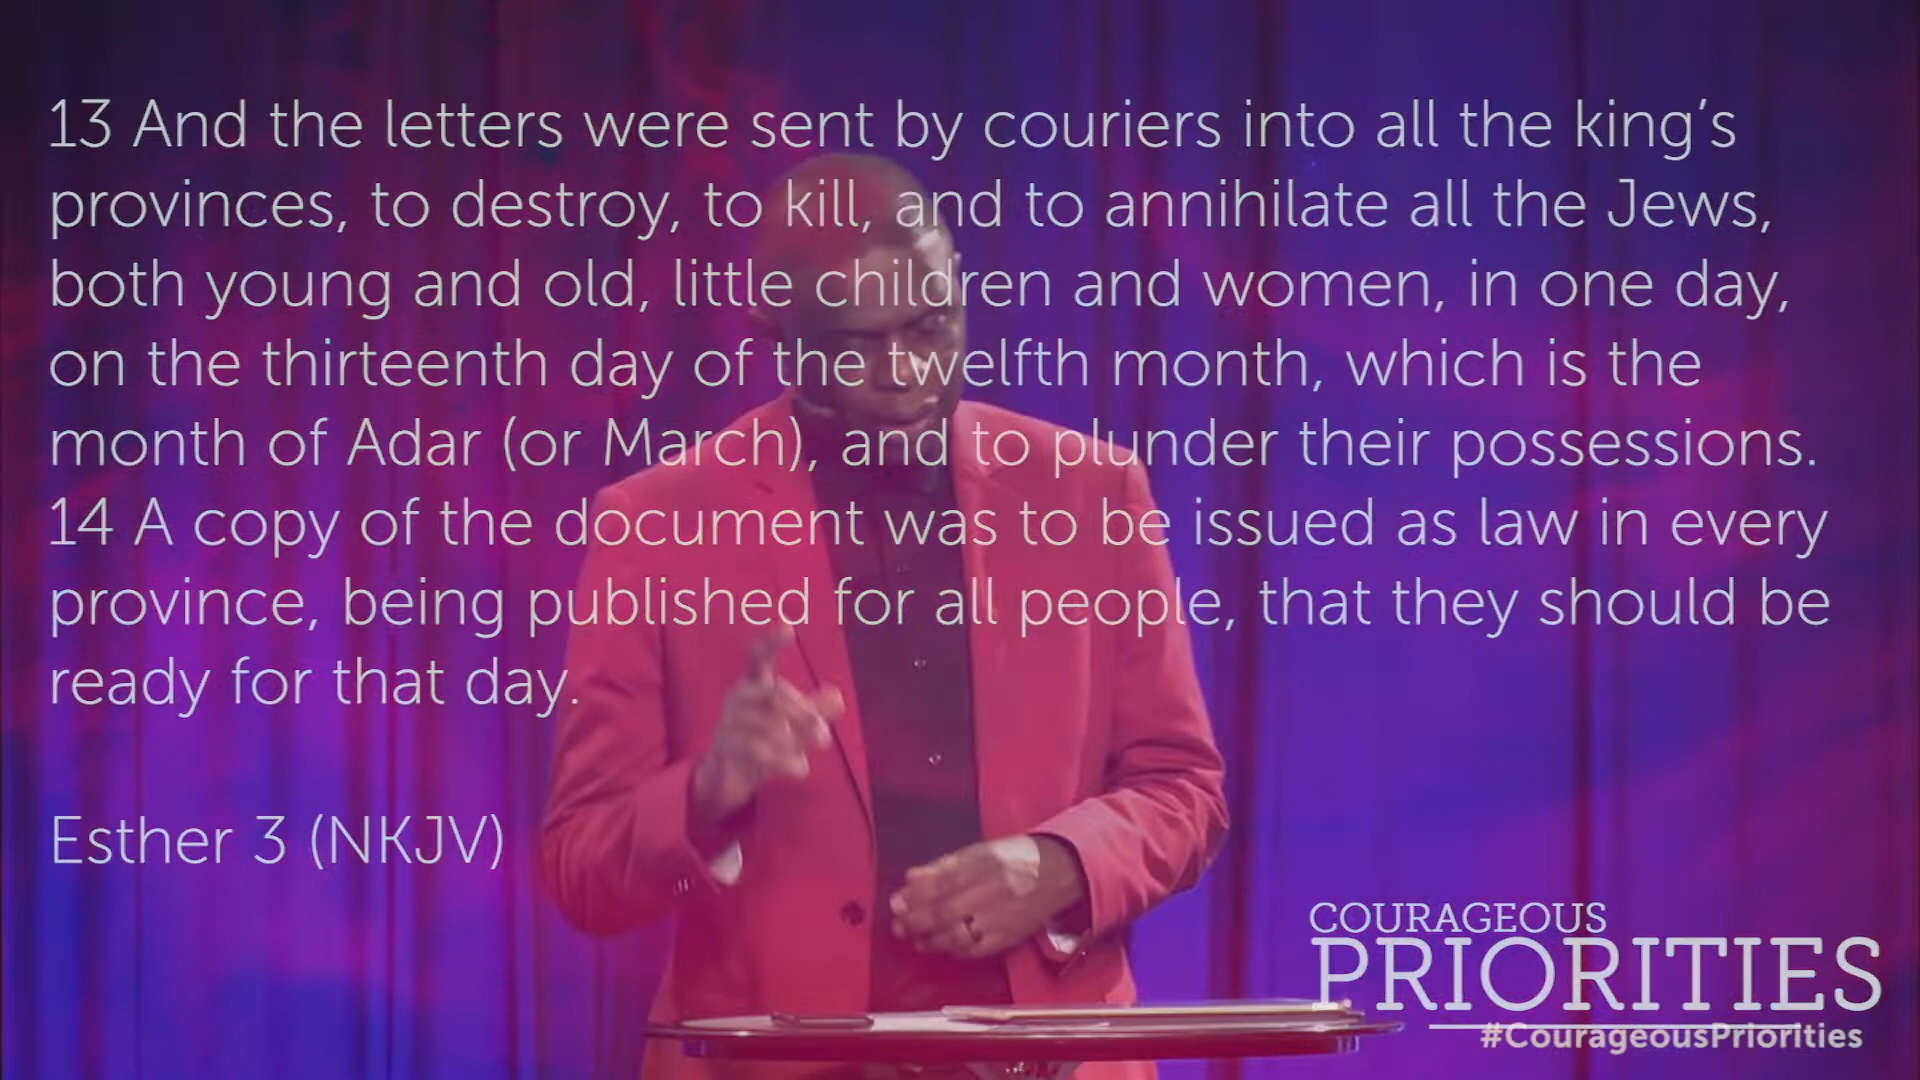 13 And the letters were sent by couriers into all the king’s
provinces, to destroy, to kill, and to annihilate all the Jews,
both young and old, little children and women, in one day,
on the thirteenth day of the twelfth month, which is the
month of Adar (or March), and to plunder their possessions.
14 A copy of the document was to be issued as law in every
province, being published for all people, that they should be
ready for that day.
Esther 3 (NKJV)
COURAGEOUS
PRIORITIES
#CourageousPriorities